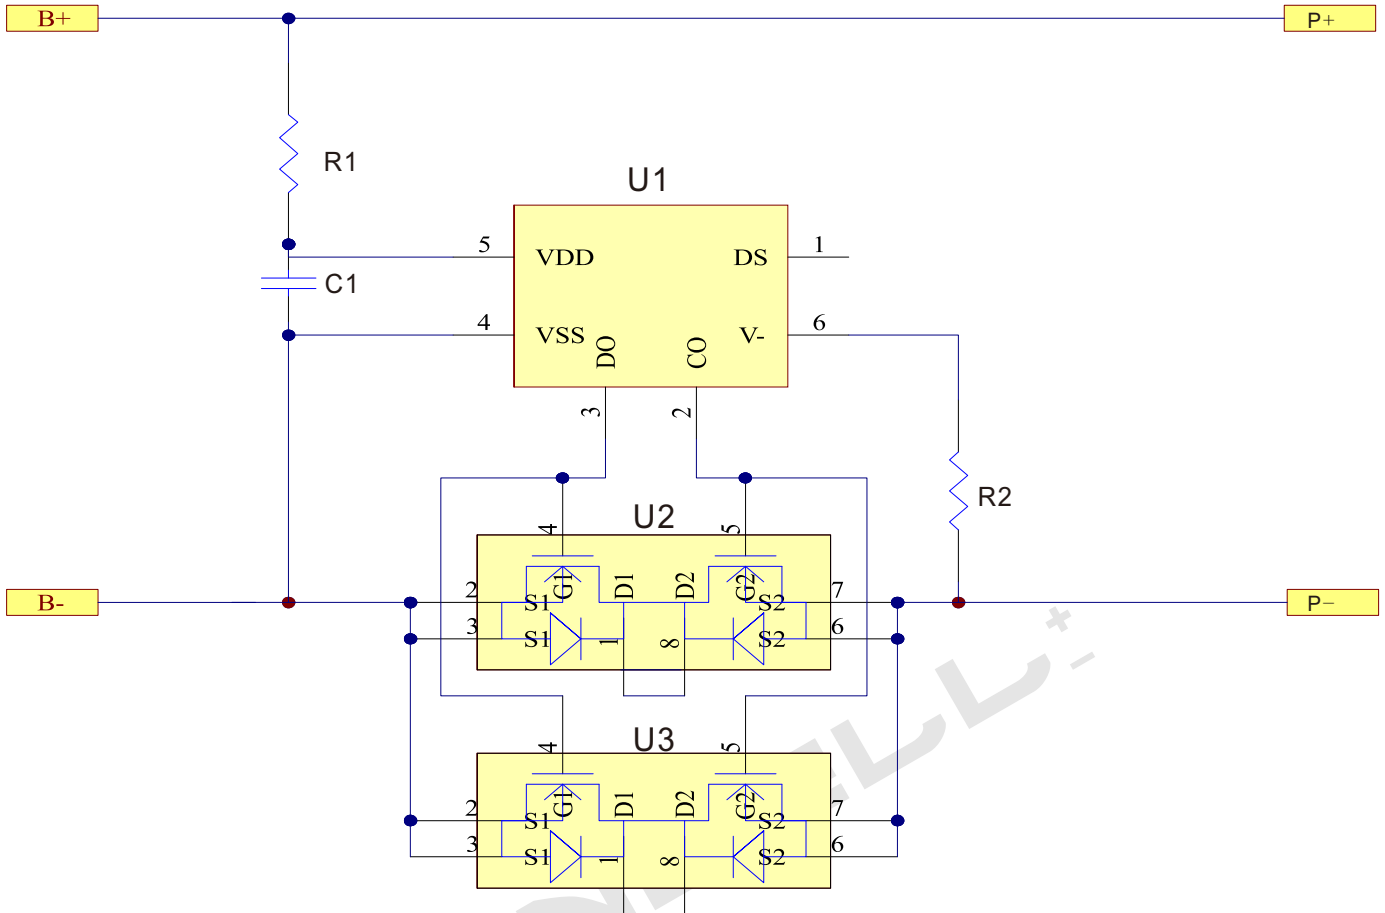 B+
P+
R1
U1
5 VDD DS 1
C1
4 VSS V- 6
DO CO
3 2
R2
U2
4 5
G1 D1 D2 G2
2 S1 S2 7
3 S1 1 8 S2 6
B-
P−
U3
4 5
G1 D1 D2 G2
2 S1 S2 7
3 S1 1 8 S2 6